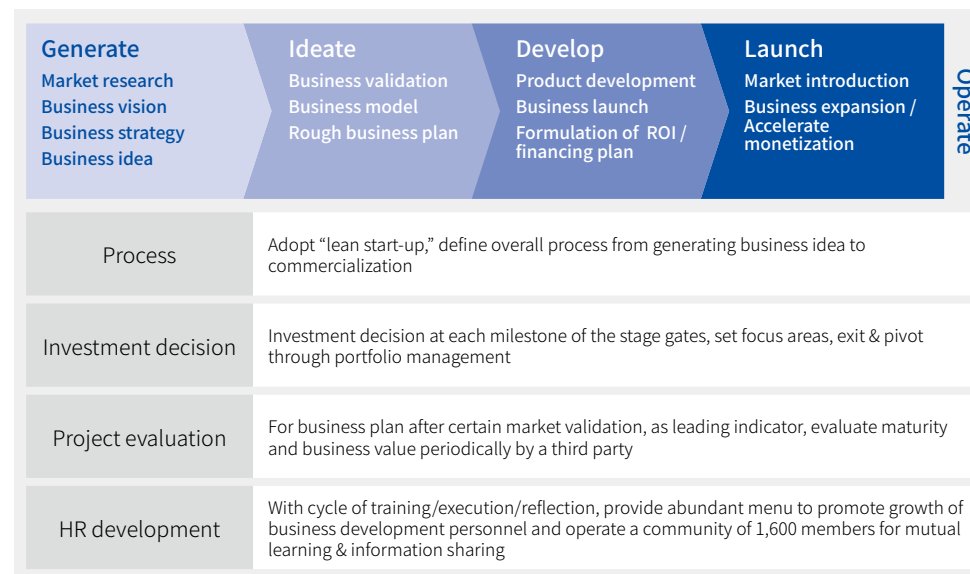 Generate
Market research
Business vision
Business strategy
Business idea
Ideate
Business validation
Business model
Rough business plan
Develop
Product development
Business launch
Formulation of ROI /
financing plan
Launch
Market introduction
Business expansion /
Accelerate
monetization
Operate
Process
Adopt “lean start-up,” define overall process from generating business idea to
commercialization
Investment decision
Investment decision at each milestone of the stage gates, set focus areas, exit & pivot
through portfolio management
Project evaluation
For business plan after certain market validation, as leading indicator, evaluate maturity
and business value periodically by a third party
HR development
With cycle of training/execution/reflection, provide abundant menu to promote growth of
business development personnel and operate a community of 1,600 members for mutual
learning & information sharing